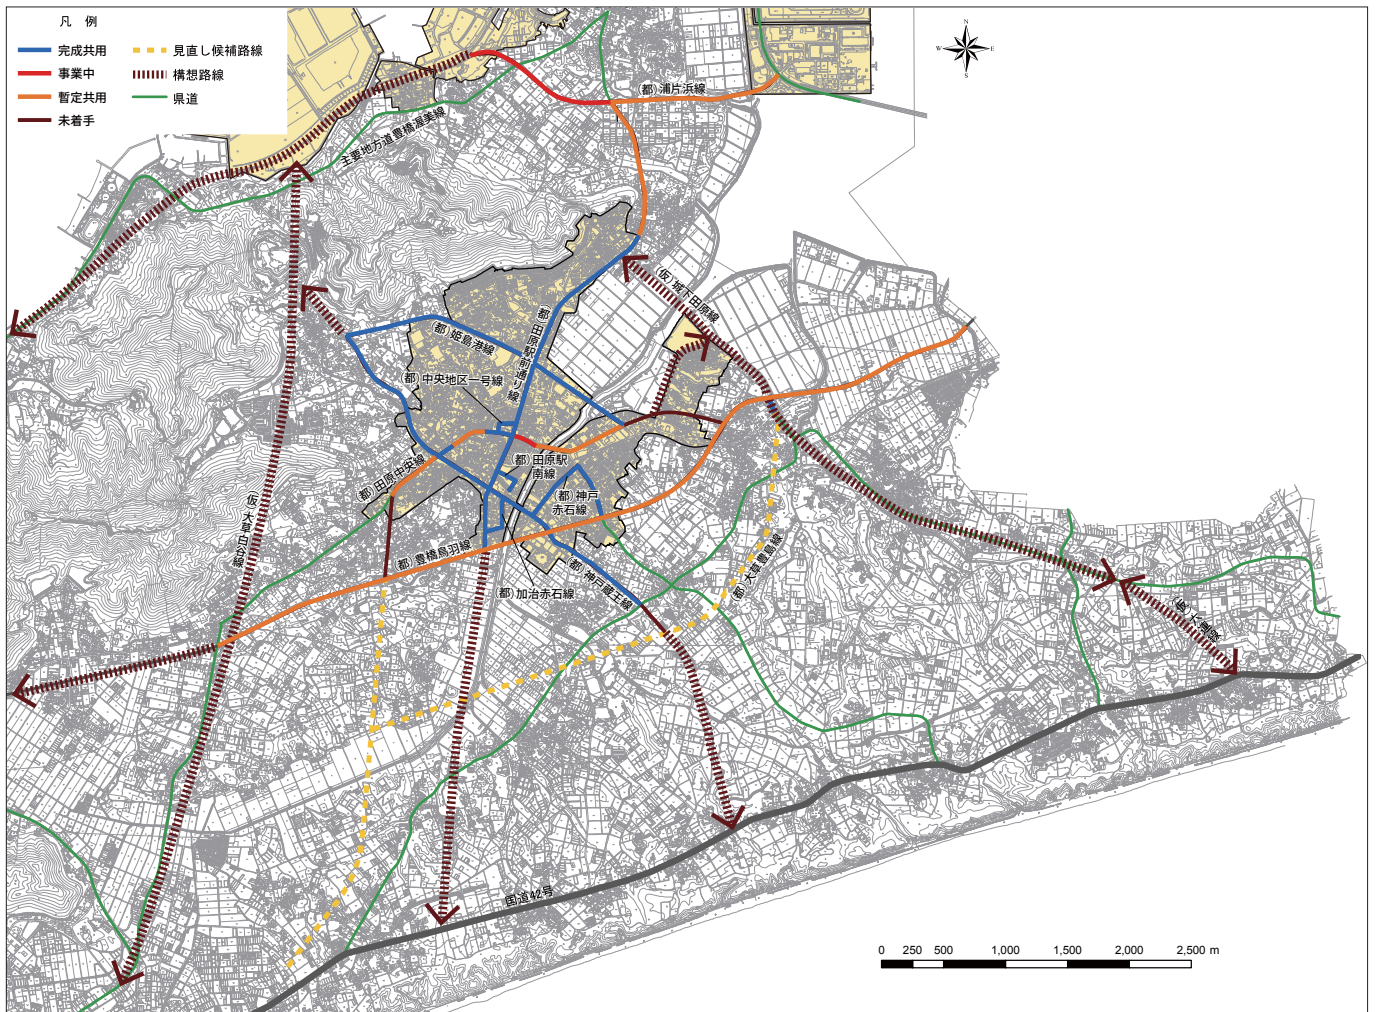 凡 例
完成共用
事業中
暫定共用
未着手
見直し候補路線
構想路線
県道
N
W
E
S
(都)浦片浜線
主要地方道豊橋渥美線
(仮)城下田原線
(都)田原駅前通り線
(都)姫島港線
(都)中央地区一号線
(都)田原中央線
(都)田原駅
南線
(都)神戸
赤石線
仮)大草白谷線
都)豊橋鳥羽線
(都)加治赤石線
(都)神戸蔵王線
(都)大草豊島線
国道42号
0 250 500 1,000 1,500 2,000 2,500 m